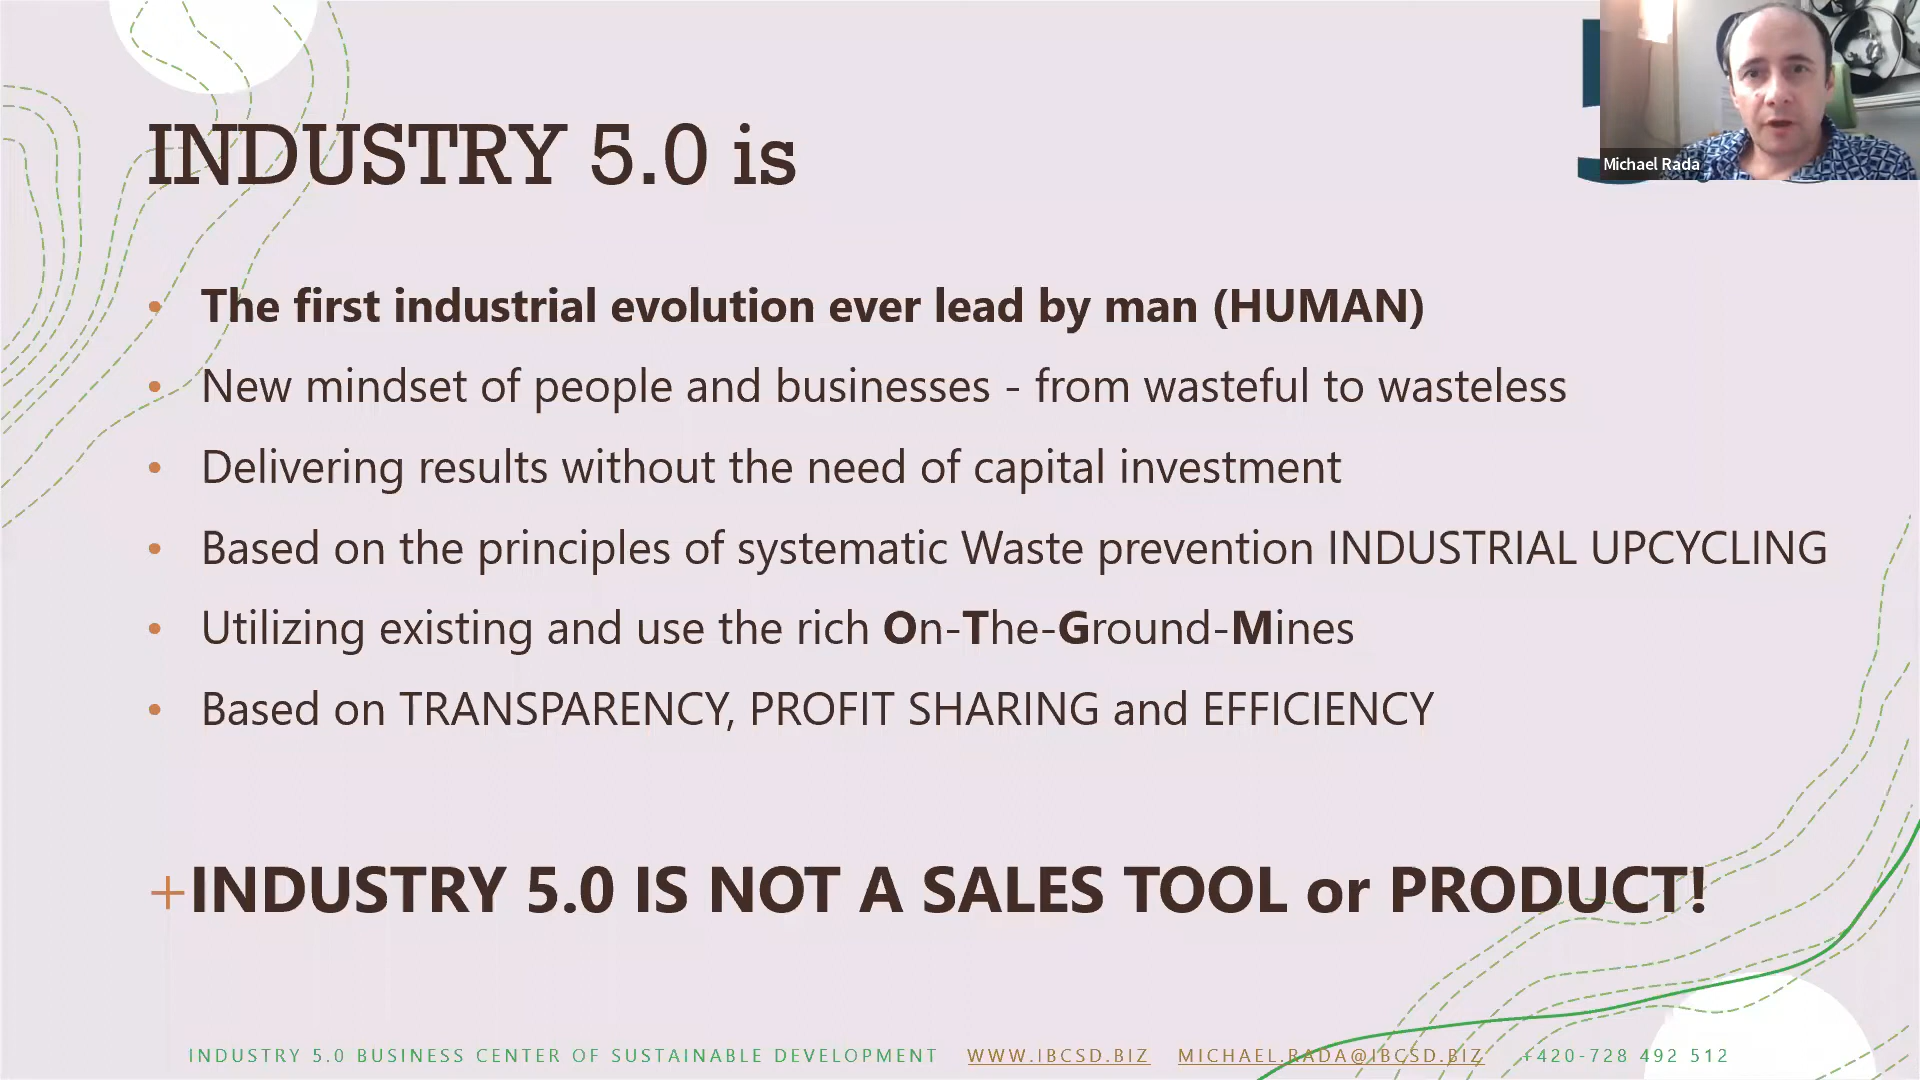 INDUSTRY 5.0 is
Michael Rada
• The first industrial evolution ever lead by man (HUMAN)
• New mindset of people and businesses - from wasteful to wasteless
• Delivering results without the need of capital investment
• Based on the principles of systematic Waste prevention INDUSTRIAL UPCYCLING
• Utilizing existing and use the rich On-The-Ground-Mines
• Based on TRANSPARENCY, PROFIT SHARING and EFFICIENCY
+INDUSTRY 5.0 IS NOT A SALES TOOL or PRODUCT!
INDUSTRY 5.0 BUSINESS CENTER OF SUSTAINABLE DEVELOPMENT WWW.IBCSD.BIZ MICHAEL.RADA@IBCSD.BIZ +420-728 492 512